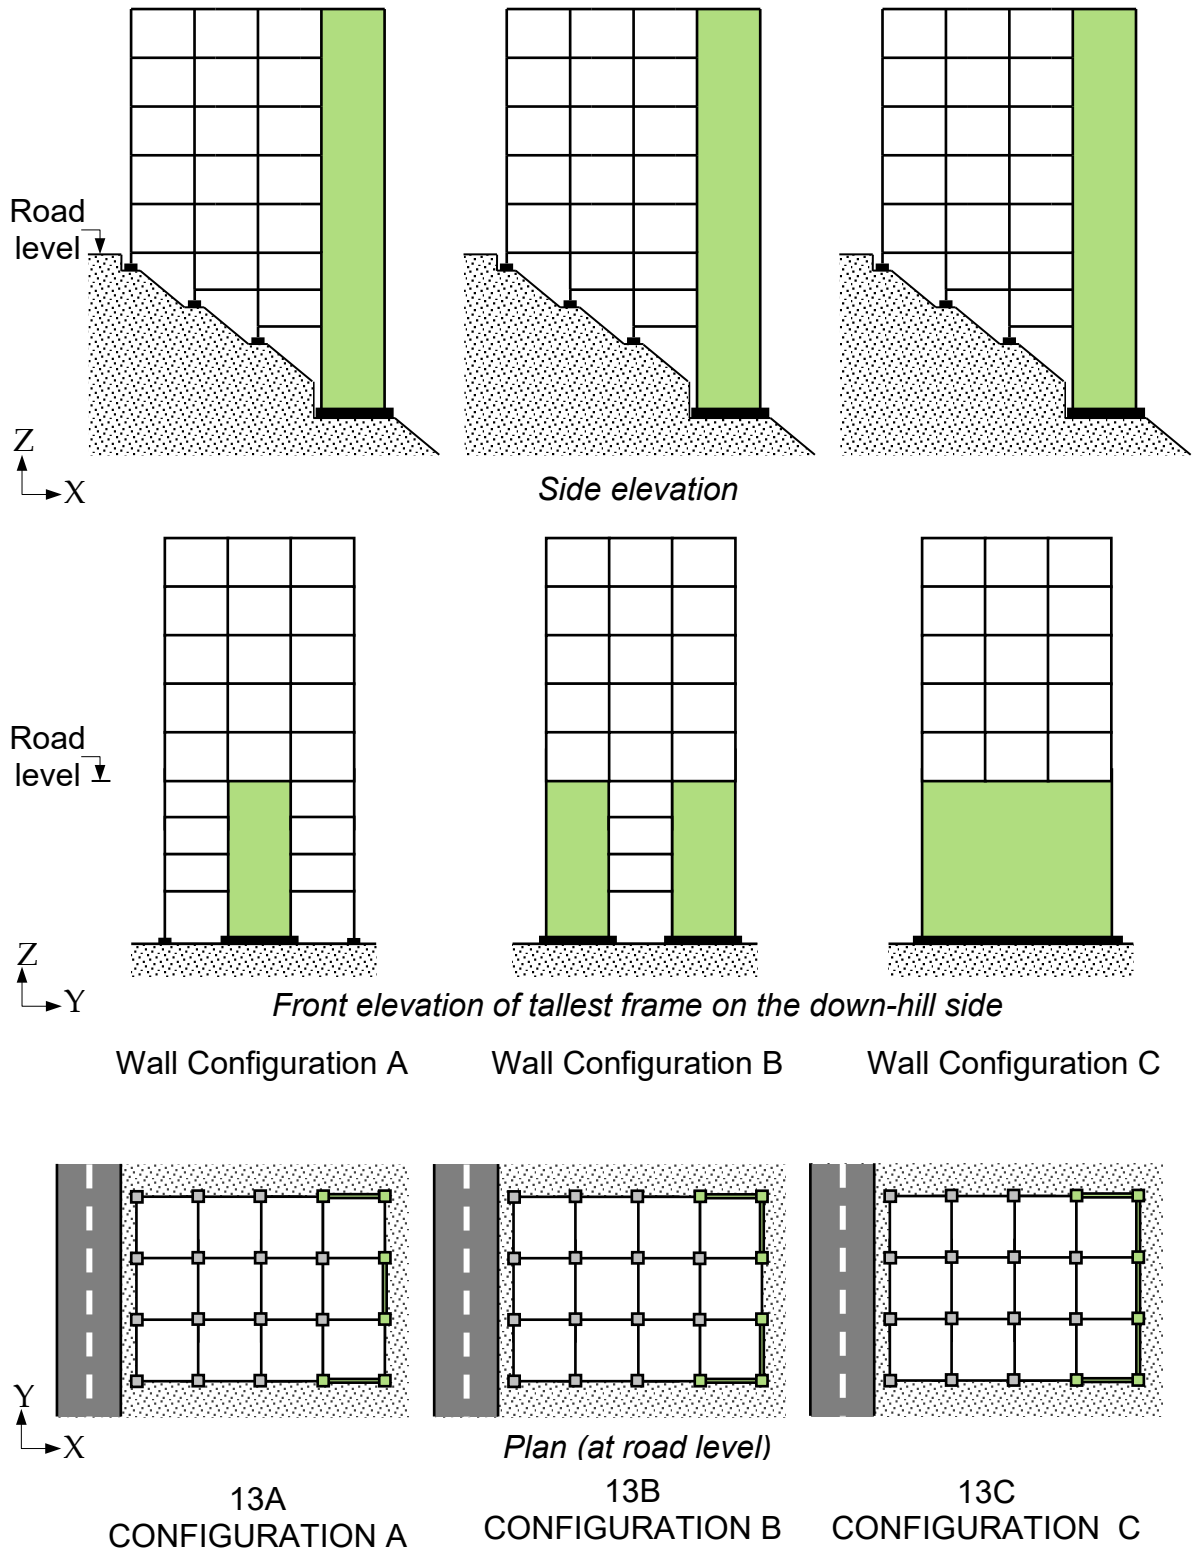 Road
level
Z
X
Side elevation
Road
level
Z
Y
Front elevation of tallest frame on the down-hill side
Wall Configuration A
Wall Configuration B
Wall Configuration C
Y
X
Plan (at road level)
13A
CONFIGURATION A
13B
CONFIGURATION B
13C
CONFIGURATION C